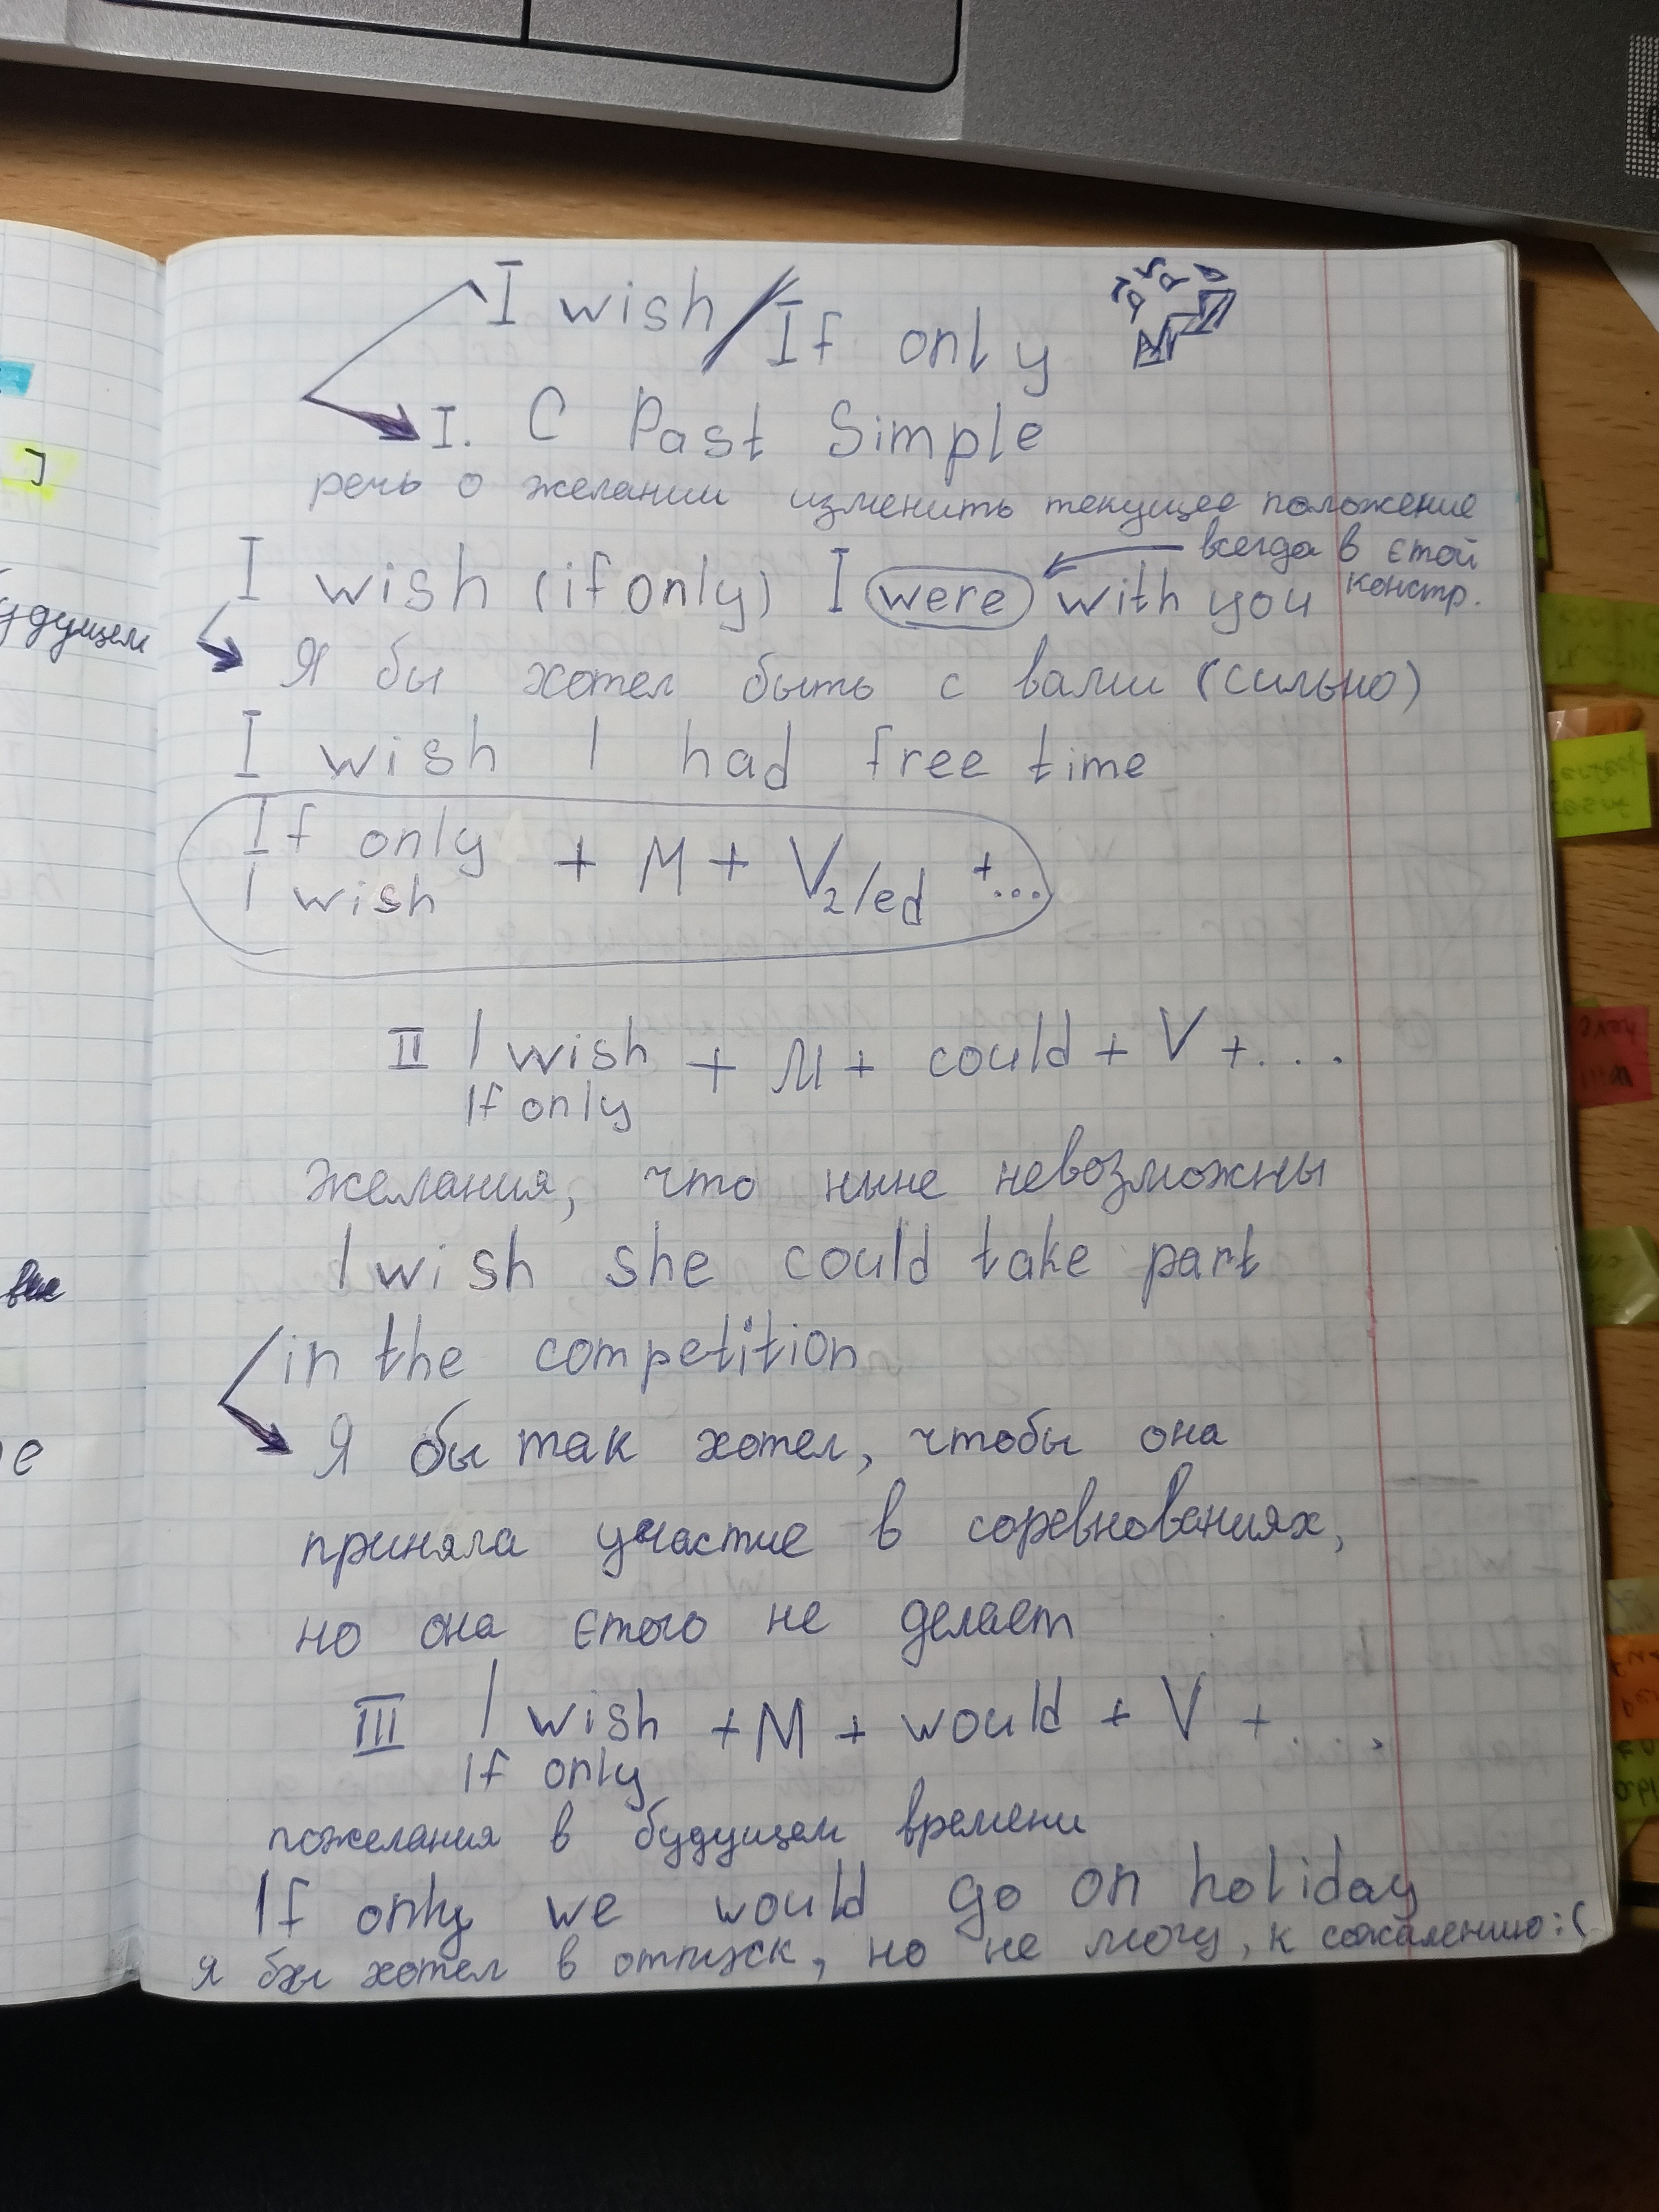 I wish/If only
I. С Past Simple
речь о желании изменить текущее положение
I wish (if only) I were with you
всегда в єтой
констр.
Я бы хотел быть с вами (сильно)
I wish I had free time
If only
I wish + М + V2/ed +...
II I wish + М + could + V +....
If only
желания, что ныне невозможны
I wish she could take part
in the competition
Я бы так хотел, чтобы она
приняла участие в соревнованиях,
но она єтого не делает
III I wish + М + would + V + ....
If only
пожелания в будущем времени
If only we would go on holiday
я бы хотел в отпуск, но не могу, к сожалению :(
удущем
е